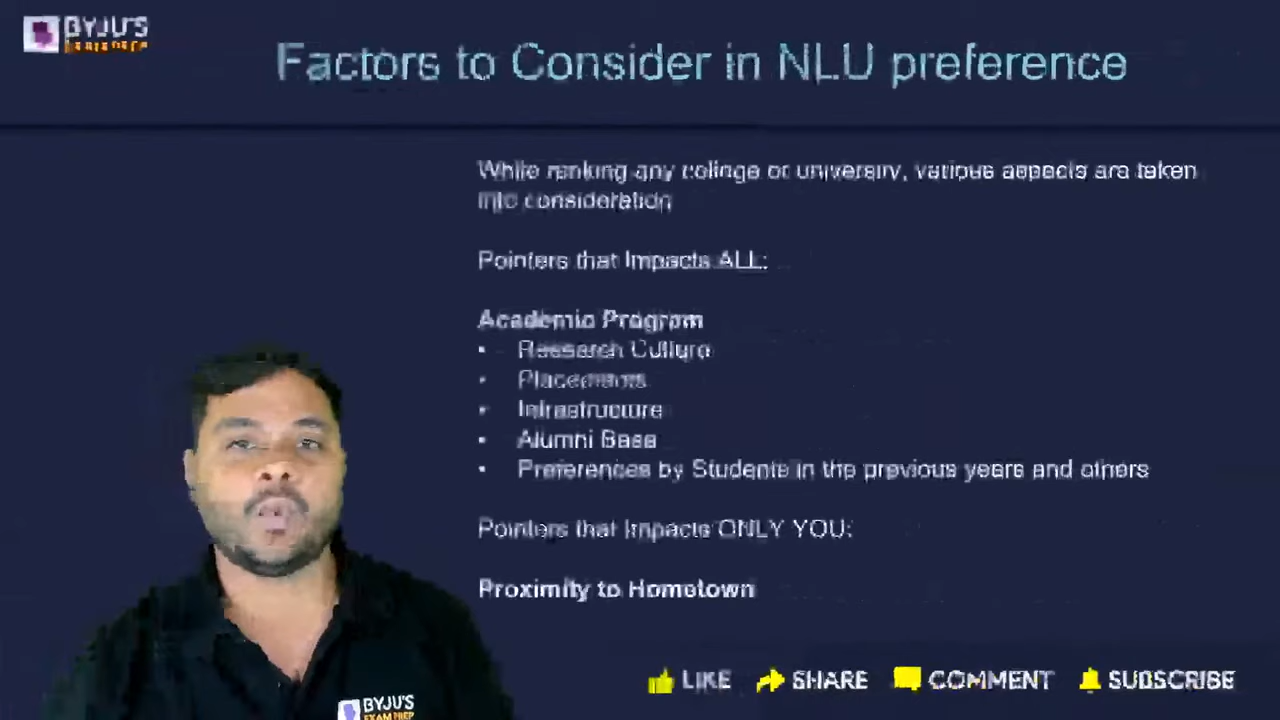 BYJU'S
EXAM PREP
Factors to Consider in NLU preference
While ranking any college or university, various aspects are taken
into consideration
Pointers that Impacts ALL:
Academic Program
• Research Culture
• Placements
• Infrastructure
• Alumni Base
• Preferences by Students in the previous years and others
Pointers that Impacts ONLY YOU:
Proximity to Hometown
BYJU'S
EXAM PREP
LIKE SHARE COMMENT SUBSCRIBE